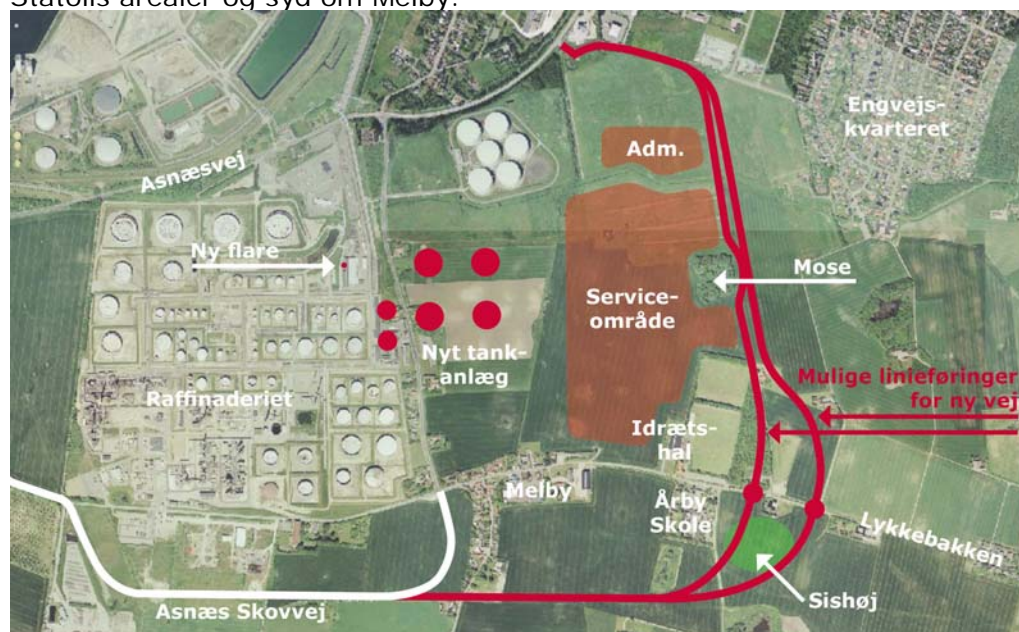 Statoils arealer og syd om Melby.
Engvejs-
kvarteret
Adm.
Asnæsvej
Ny flare
Mose
Service-
område
Nyt tank-
anlæg
Mulige linieføringer
for ny vej
Raffinaderiet
Idræts-
hal
Melby
Årby
Skole
Lykkebakken
Asnæs Skovvej
Sishøj